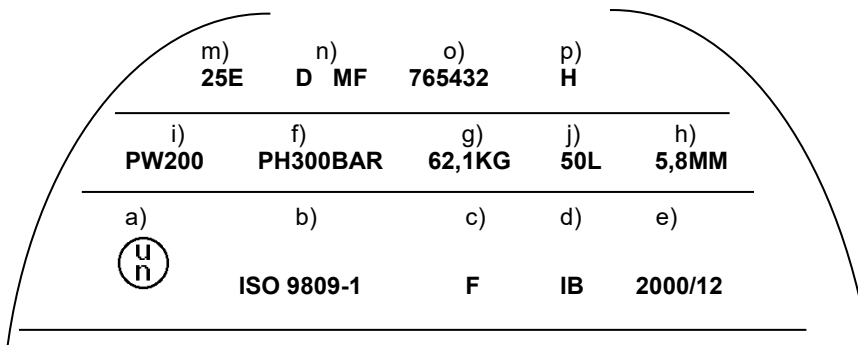 m) n) o) p)
25E D MF 765432 H
i) f) g) j) h)
PW200 PH300BAR 62,1KG 50L 5,8MM
a) b) c) d) e)
u
n
ISO 9809-1 F IB 2000/12